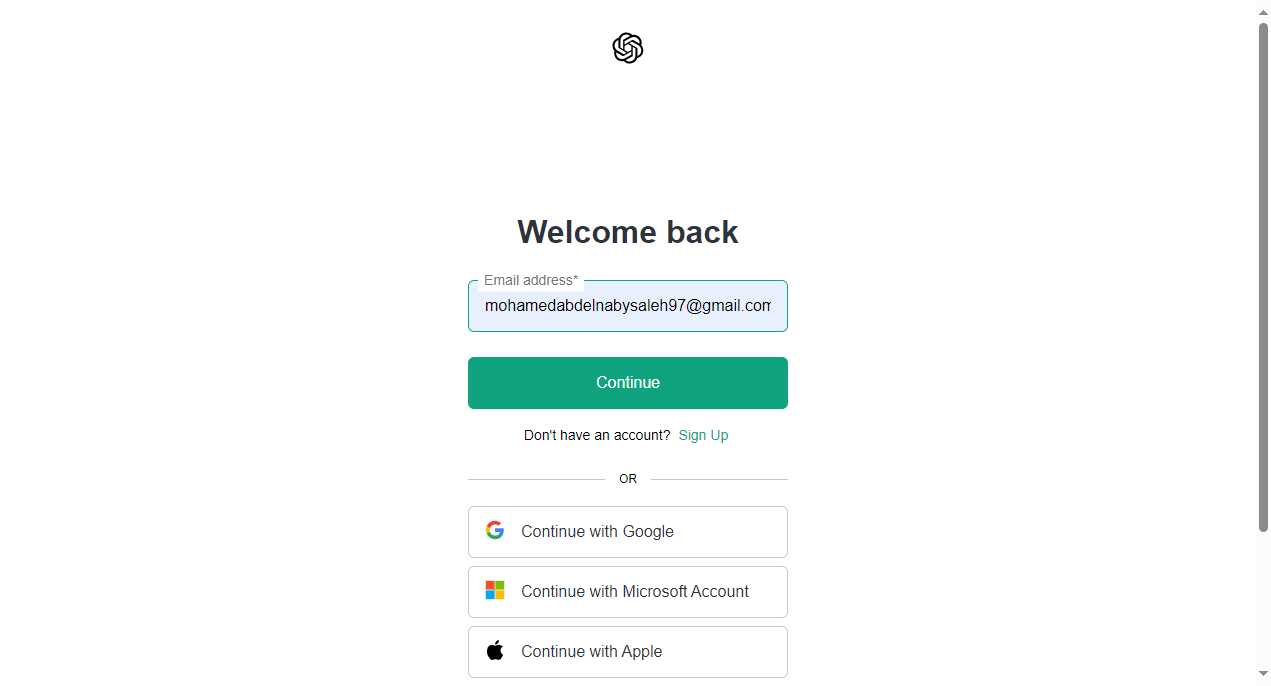 Welcome back
Email address*
mohamedabdelnabysaleh97@gmail.com
Continue
Don't have an account? Sign Up
OR
Continue with Google
Continue with Microsoft Account
Continue with Apple